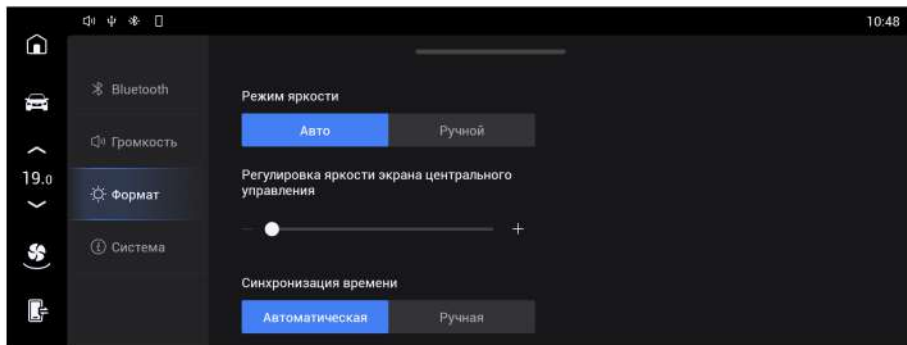 10:48
Bluetooth
Громкость
Формат
Система
19.0
Режим яркости
Авто
Ручной
Регулировка яркости экрана центрального
управления
Синхронизация времени
Автоматическая
Ручная